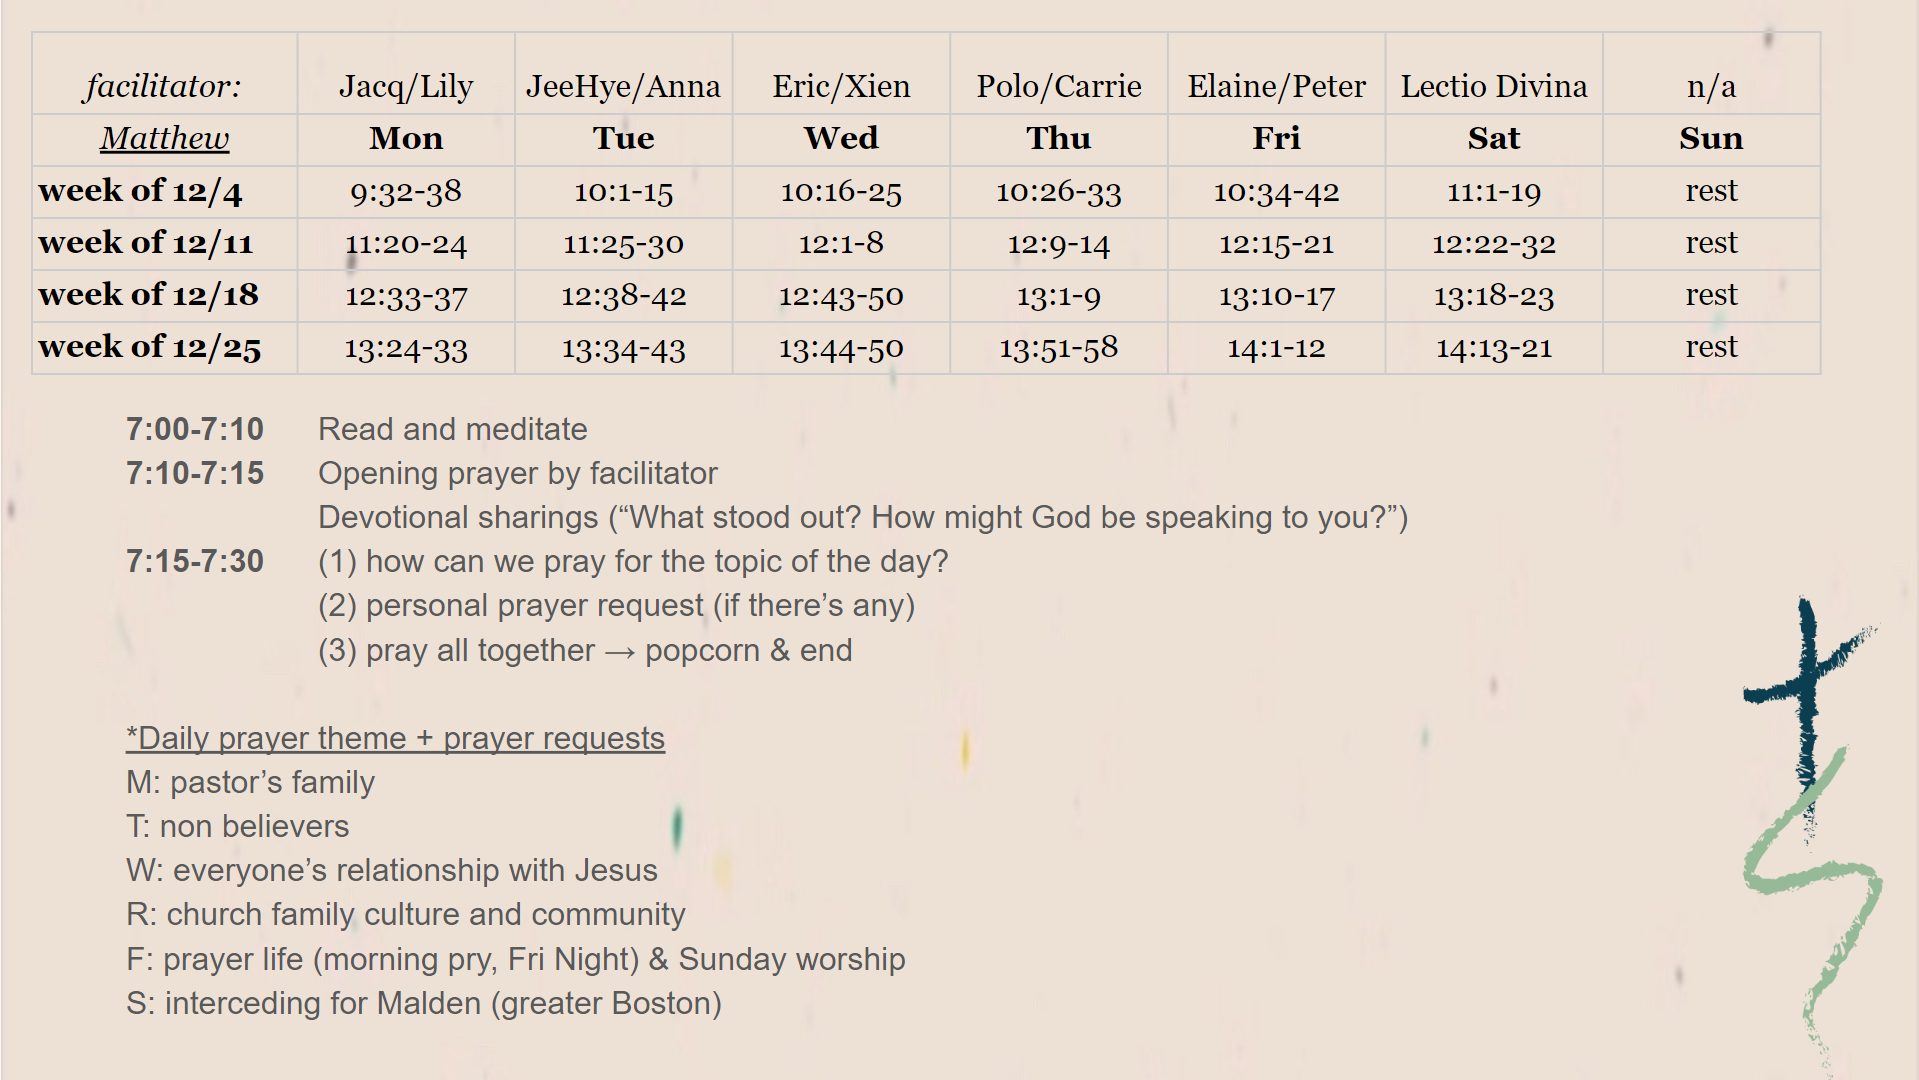 facilitator: Jacq/Lily JeeHye/Anna Eric/Xien Polo/Carrie Elaine/Peter Lectio Divina n/a
Matthew Mon Tue Wed Thu Fri Sat Sun
week of 12/4 9:32-38 10:1-15 10:16-25 10:26-33 10:34-42 11:1-19 rest
week of 12/11 11:20-24 11:25-30 12:1-8 12:9-14 12:15-21 12:22-32 rest
week of 12/18 12:33-37 12:38-42 12:43-50 13:1-9 13:10-17 13:18-23 rest
week of 12/25 13:24-33 13:34-43 13:44-50 13:51-58 14:1-12 14:13-21 rest
7:00-7:10 Read and meditate
7:10-7:15 Opening prayer by facilitator
Devotional sharings (“What stood out? How might God be speaking to you?”)
7:15-7:30 (1) how can we pray for the topic of the day?
(2) personal prayer request (if there’s any)
(3) pray all together → popcorn & end
*Daily prayer theme + prayer requests
M: pastor’s family
T: non believers
W: everyone’s relationship with Jesus
R: church family culture and community
F: prayer life (morning pry, Fri Night) & Sunday worship
S: interceding for Malden (greater Boston)